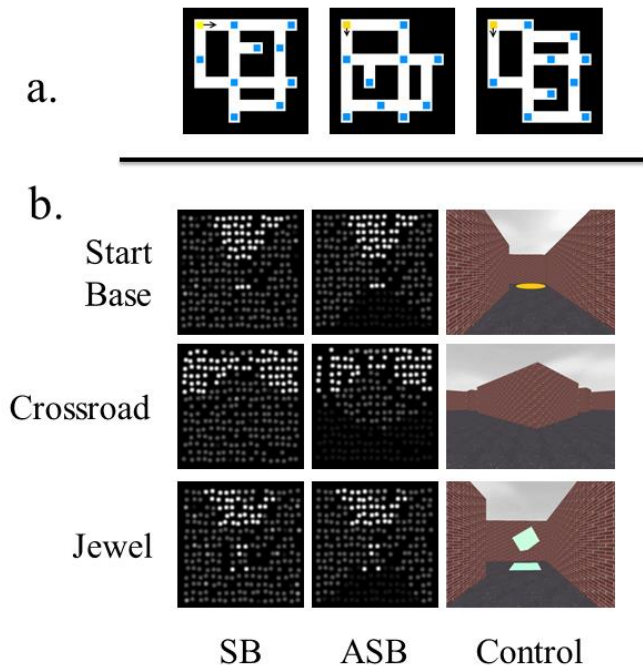 a.
b.
Start
Base
Crossroad
Jewel
SB ASB Control